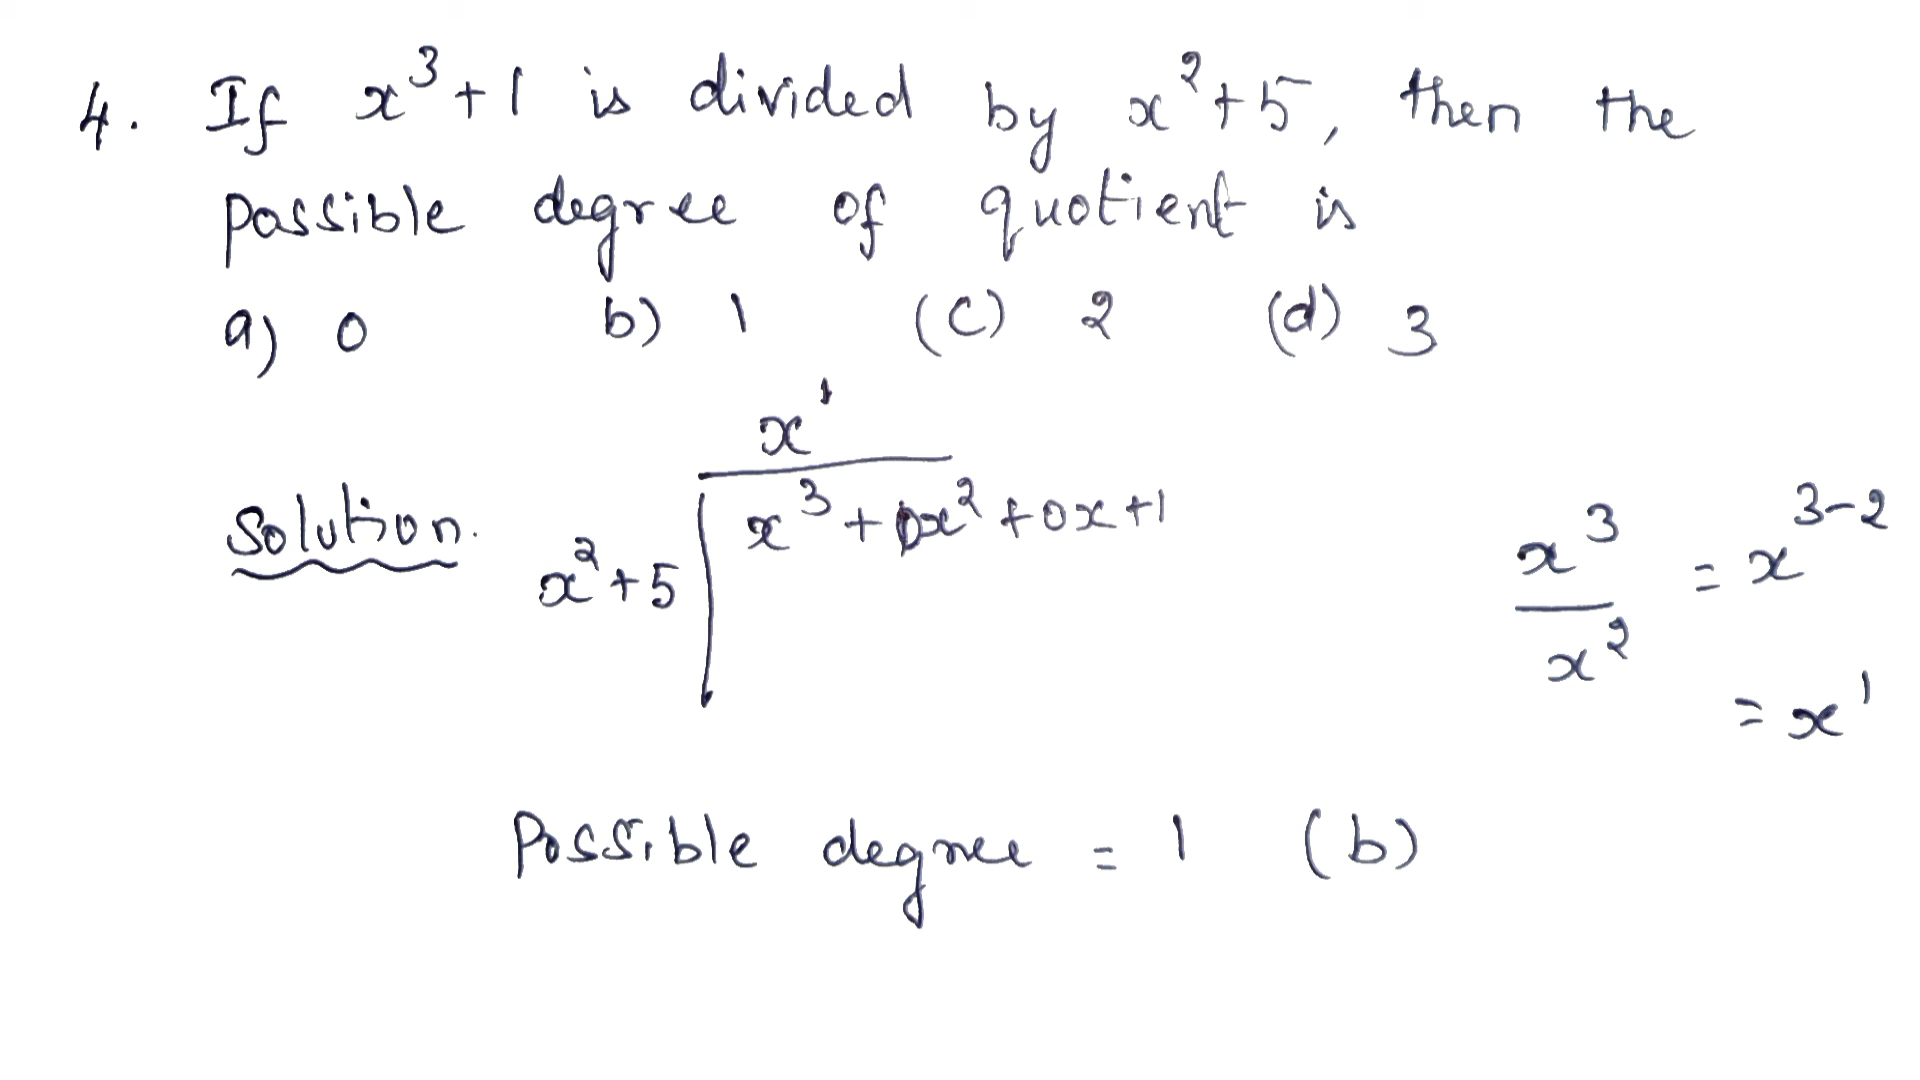 4. If x³+1 is divided by x²+5, then the
possible degree of quotient is
a) 0 b) 1 (c) 2 (d) 3
x¹
Solution. x²+5 x³+0x²+0x+1
x³/x² = x³⁻²
= x¹
Possible degree = 1 (b)